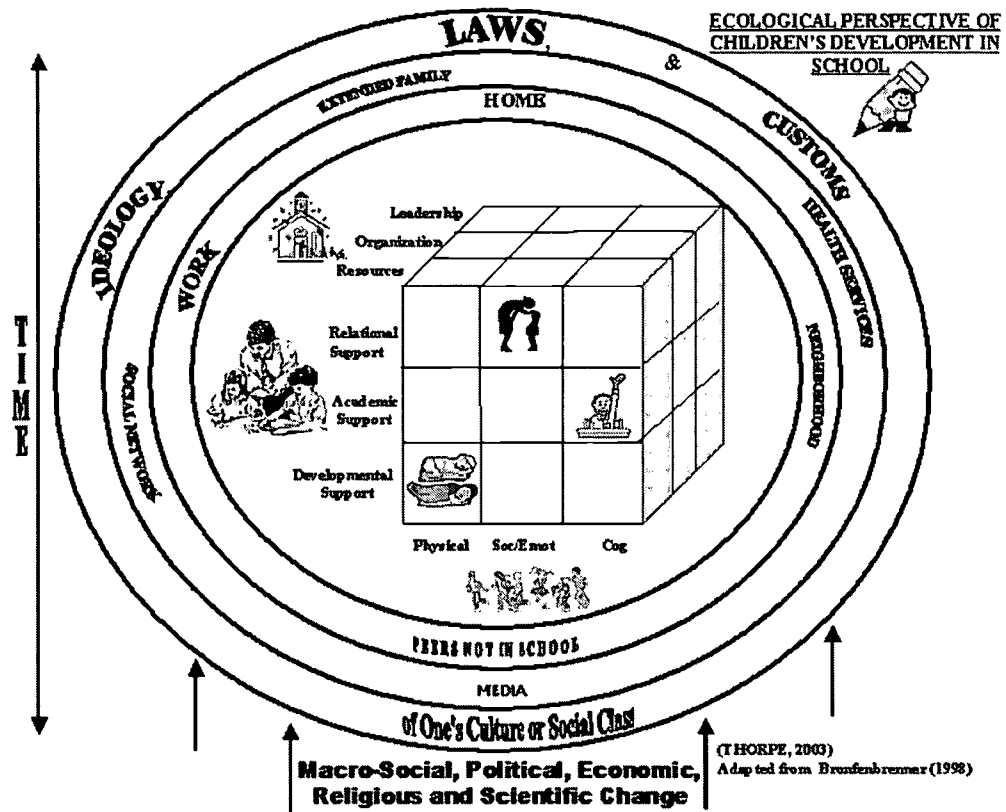 ECOLOGICAL PERSPECTIVE OF
CHILDREN'S DEVELOPMENT IN
SCHOOL
LAWS,
&
CUSTOMS
IDEOLOGY,
EXTENDED FAMILY
HOME
HEALTH SERVICES
WORK
NEIGHBORHOOD
SOCIAL NETWORKS
TIME
Leadership
Organization
Resources
Relational
Support
Academic
Support
Developmental
Support
Physical
Soc/Emot
Cog
PEERS NOT IN SCHOOL
MEDIA
of One's Culture or Social Class
Macro-Social, Political, Economic,
Religious and Scientific Change
(THORPE, 2003)
Adapted from Bronfenbrenner (1998)